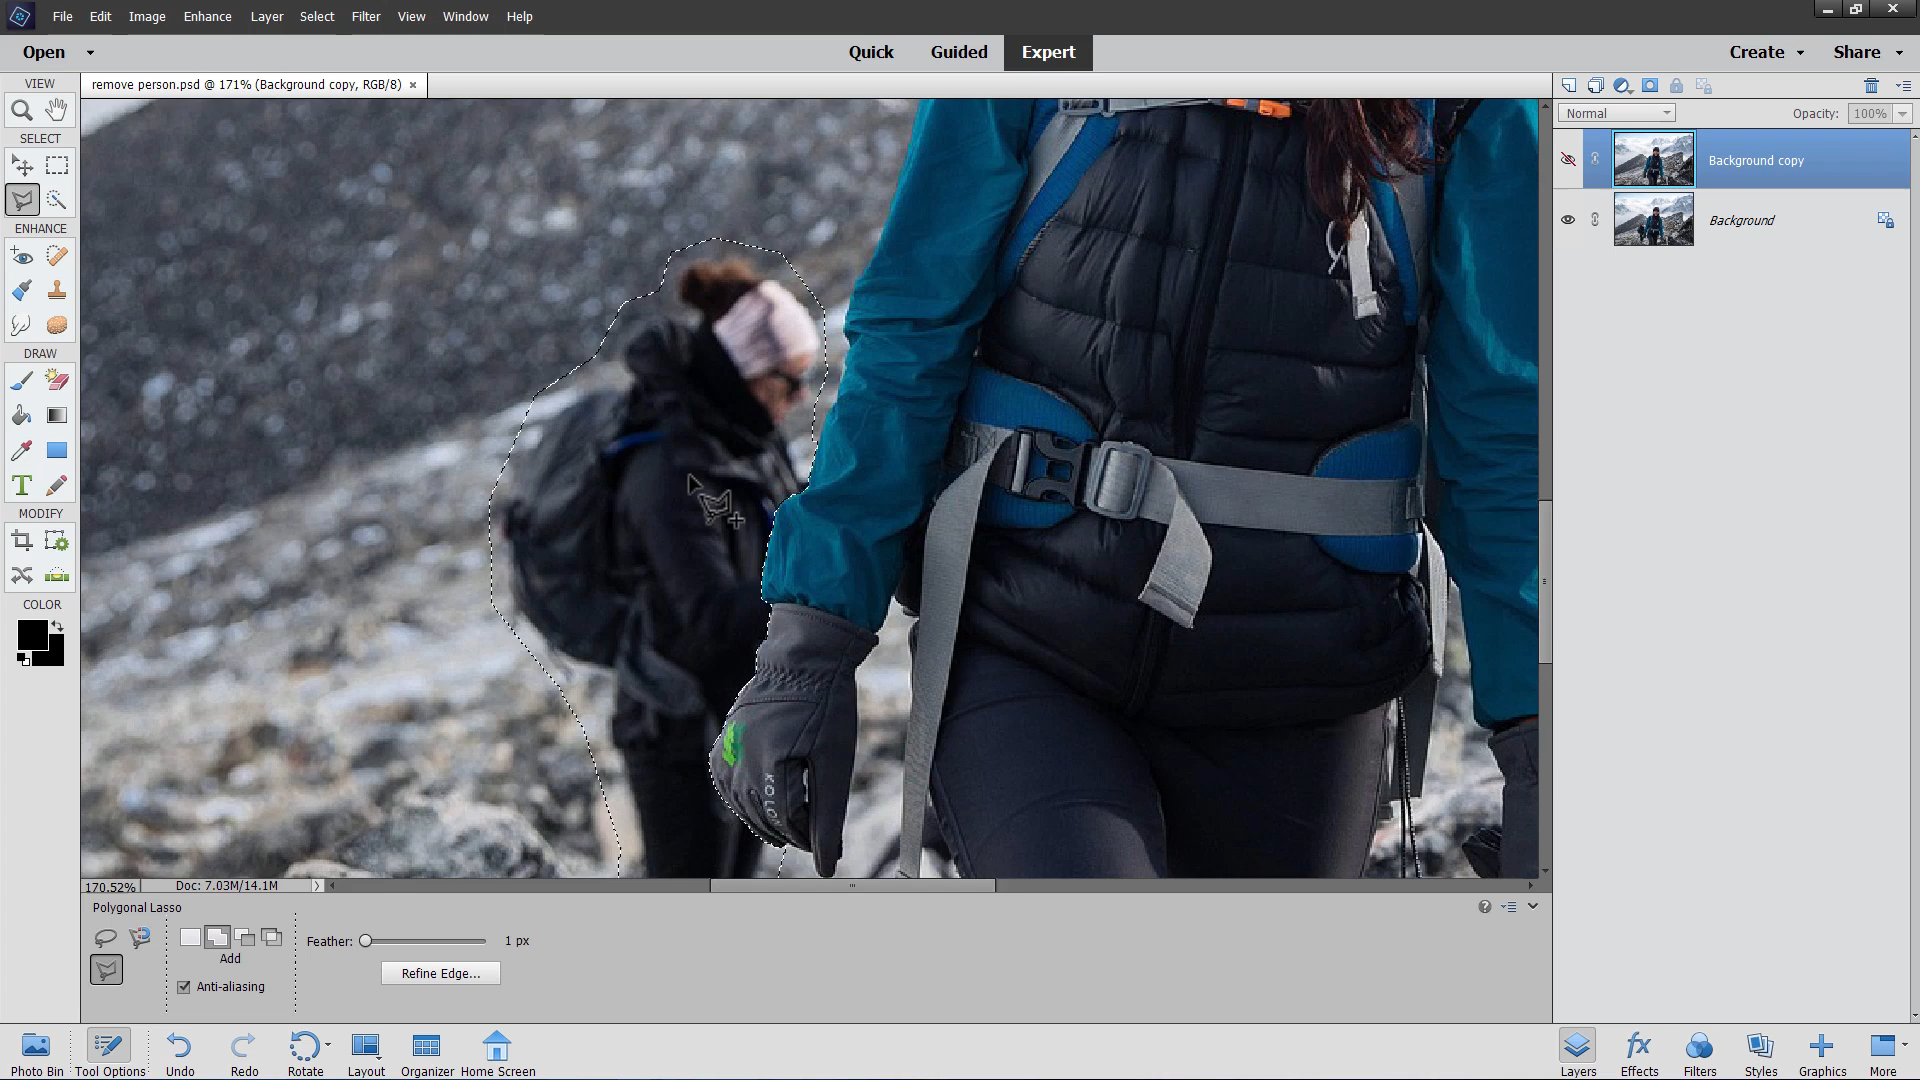 File Edit Image Enhance Layer Select Filter View Window Help
Open Quick Guided Expert Create Share
VIEW
remove person.psd @ 171% (Background copy, RGB/8) ×
Normal Opacity: 100%
SELECT
Background copy
Background
ENHANCE
DRAW
T
MODIFY
COLOR
KOLON
170.52% Doc: 7.03M/14.1M
Polygonal Lasso
Feather: 1 px
Add
Refine Edge...
Anti-aliasing
fx
Photo Bin Tool Options Undo Redo Rotate Layout Organizer Home Screen Layers Effects Filters Styles Graphics More